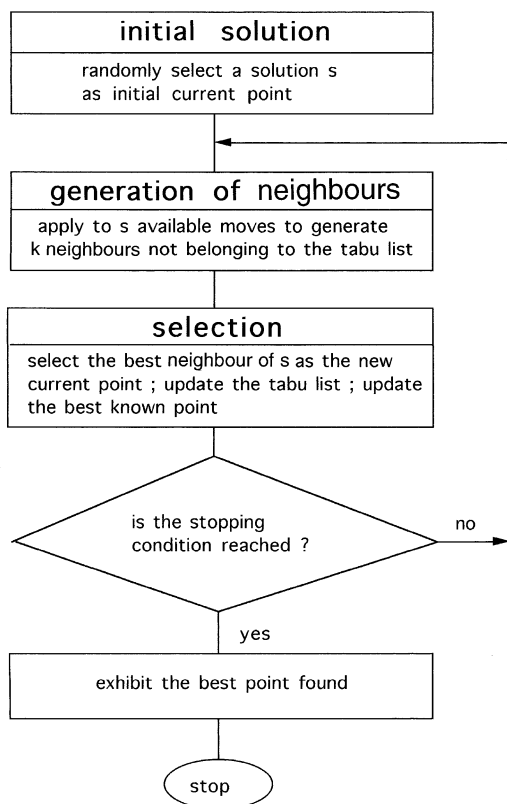 initial solution
randomly select a solution s
as initial current point
generation of neighbours
apply to s available moves to generate
k neighbours not belonging to the tabu list
selection
select the best neighbour of s as the new
current point ; update the tabu list ; update
the best known point
is the stopping
condition reached ?
no
yes
exhibit the best point found
stop